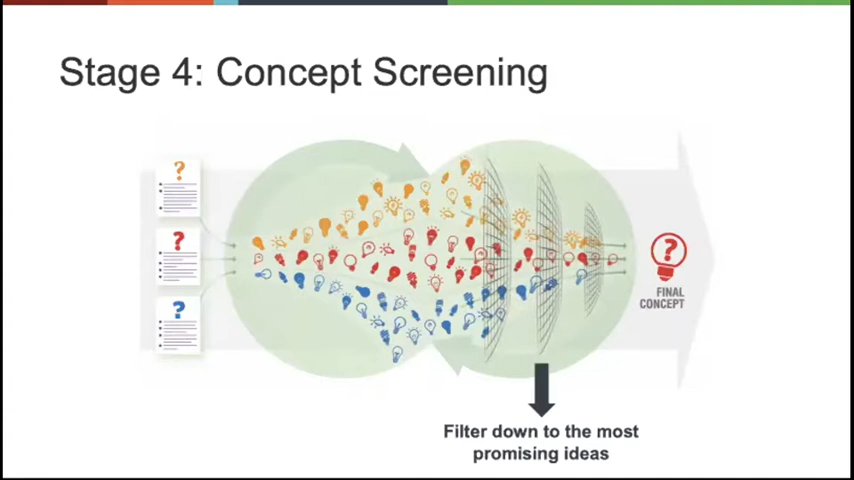 Stage 4: Concept Screening
?
?
?
?
FINAL
CONCEPT
Filter down to the most
promising ideas